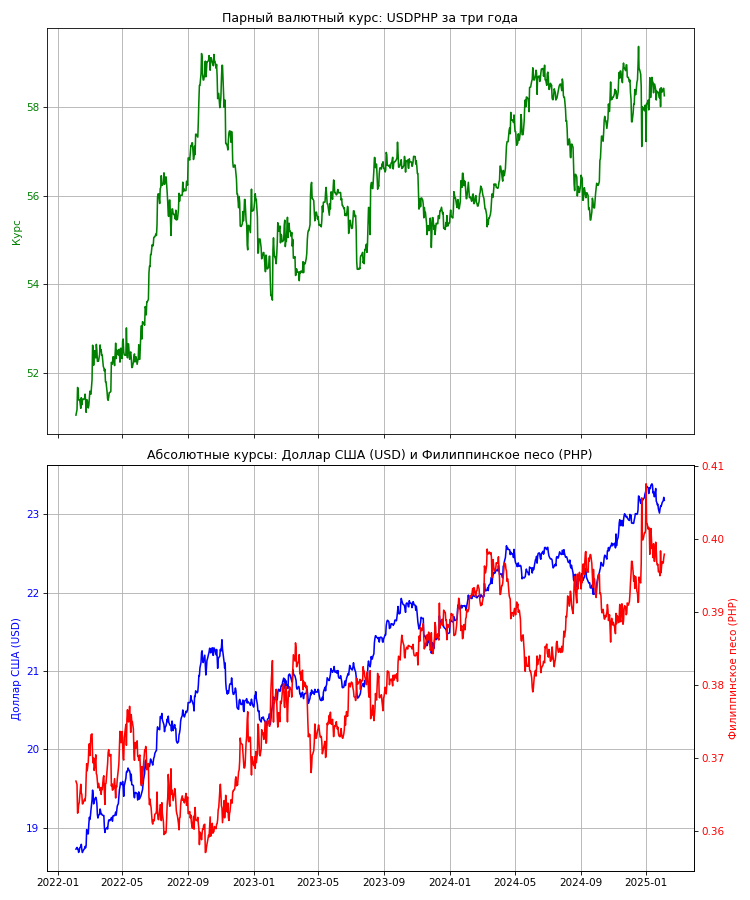 Парный валютный курс: USDPHP за три года
58
56
54
52
Курс
Абсолютные курсы: Доллар США (USD) и Филиппинское песо (PHP)
23
22
21
20
19
Доллар США (USD)
0.41
0.40
0.39
0.38
0.37
0.36
Филиппинское песо (PHP)
2022-01 2022-05 2022-09 2023-01 2023-05 2023-09 2024-01 2024-05 2024-09 2025-01